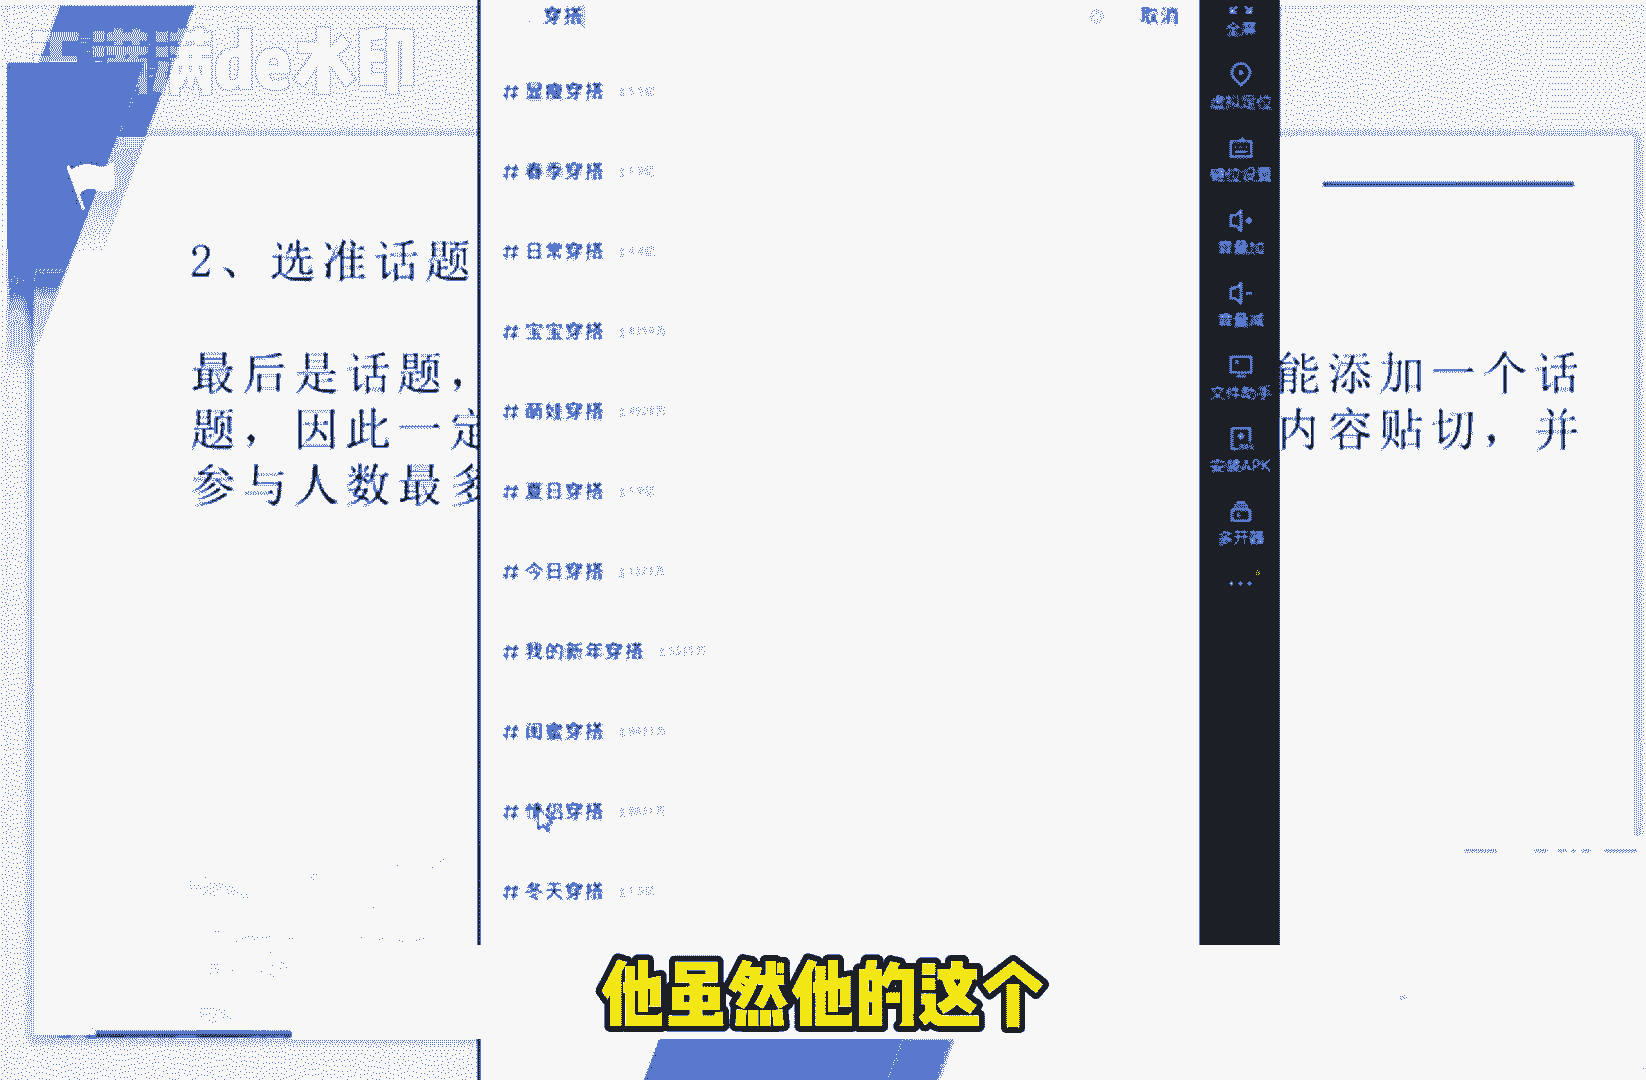 穿搭
取消
# 显瘦穿搭
# 春季穿搭
# 日常穿搭
# 宝宝穿搭
# 萌娃穿搭
# 夏日穿搭
# 今日穿搭
# 我的新年穿搭
# 闺蜜穿搭
# 情侣穿搭
# 冬天穿搭
全屏
虚拟定位
键位设置
音量加
音量减
文件助手
安装APK
多开器
de水印
2、选准话题
最后是话题，
能添加一个话
题，因此一定
内容贴切，并
参与人数最多
他虽然他的这个